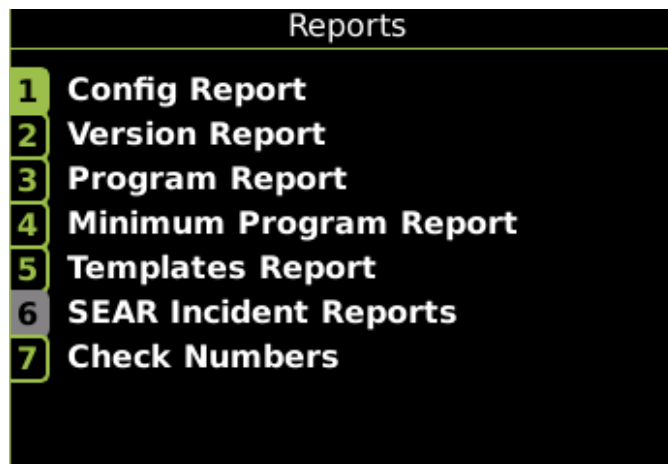 Reports
1 Config Report
2 Version Report
3 Program Report
4 Minimum Program Report
5 Templates Report
6 SEAR Incident Reports
7 Check Numbers